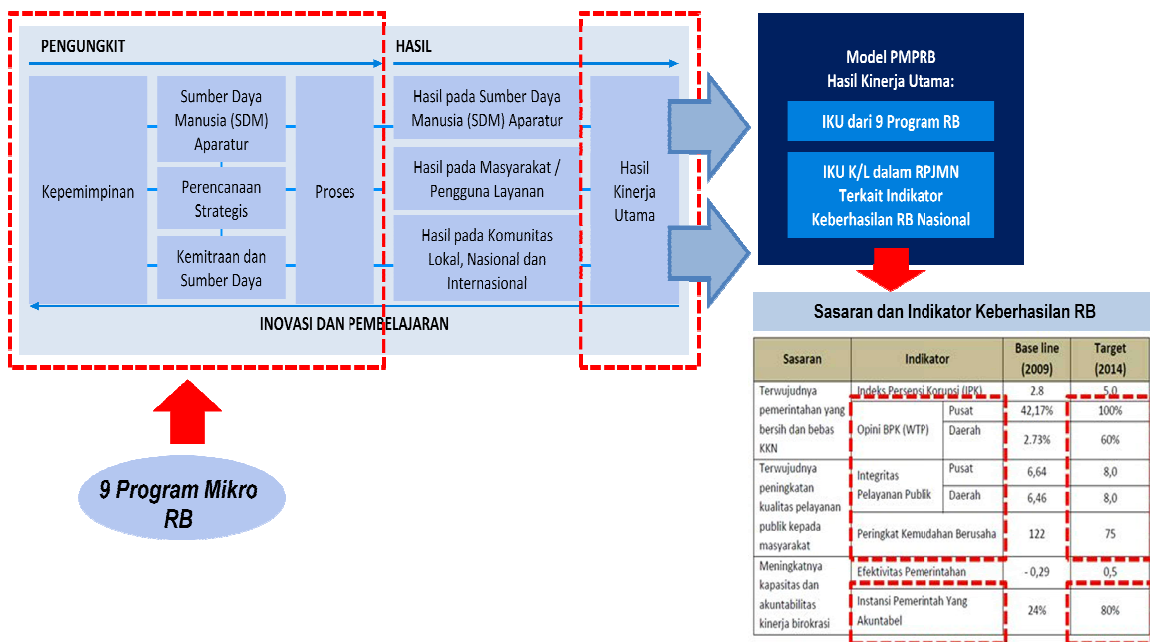 PENGUNGKIT
HASIL
Kepemimpinan
Sumber Daya
Manusia (SDM)
Aparatur
Perencanaan
Strategis
Kemitraan dan
Sumber Daya
Proses
Hasil pada Sumber Daya
Manusia (SDM) Aparatur
Hasil pada Masyarakat /
Pengguna Layanan
Hasil pada Komunitas
Lokal, Nasional dan
Internasional
Hasil
Kinerja
Utama
INOVASI DAN PEMBELAJARAN
9 Program Mikro
RB
Model PMPRB
Hasil Kinerja Utama:
IKU dari 9 Program RB
IKU K/L dalam RPJMN
Terkait Indikator
Keberhasilan RB Nasional
Sasaran dan Indikator Keberhasilan RB
Sasaran Indikator Base line (2009) Target (2014)
Terwujudnya pemerintahan yang bersih dan bebas KKN
Indeks Persepsi Korupsi (IPK) 2.8 5.0
Opini BPK (WTP) Pusat 42,17% 100%
Daerah 2.73% 60%
Terwujudnya peningkatan kualitas pelayanan publik kepada masyarakat
Integritas Pelayanan Publik Pusat 6,64 8,0
Daerah 6,46 8,0
Peringkat Kemudahan Berusaha 122 75
Meningkatnya kapasitas dan akuntabilitas kinerja birokrasi
Efektivitas Pemerintahan - 0,29 0,5
Instansi Pemerintah Yang Akuntabel 24% 80%